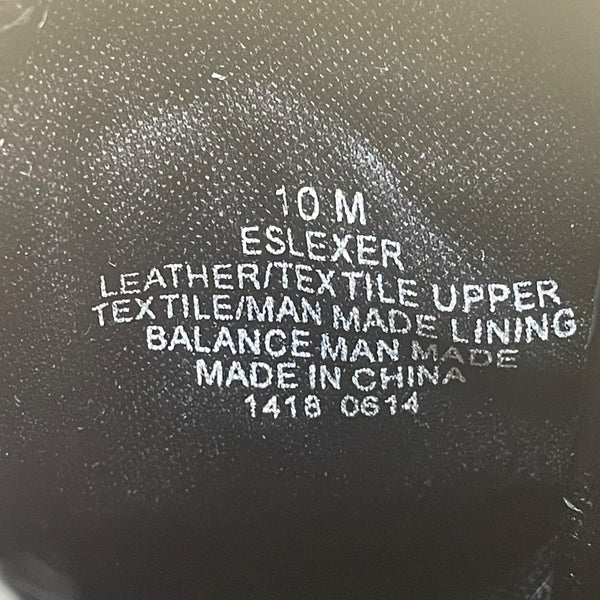 10 M
ESLEXER
LEATHER/TEXTILE UPPER
TEXTILE/MAN MADE LINING
BALANCE MAN MADE
MADE IN CHINA
1418 0614